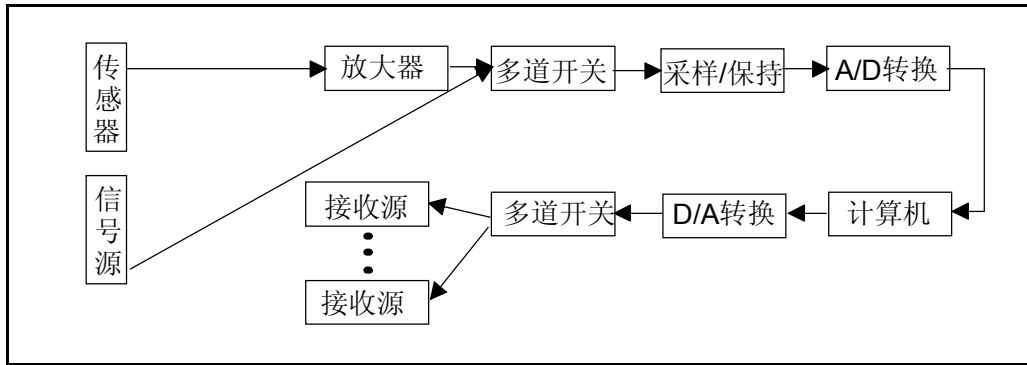 传感器
放大器
多道开关
采样/保持
A/D转换
信号源
接收源
多道开关
D/A转换
计算机
接收源